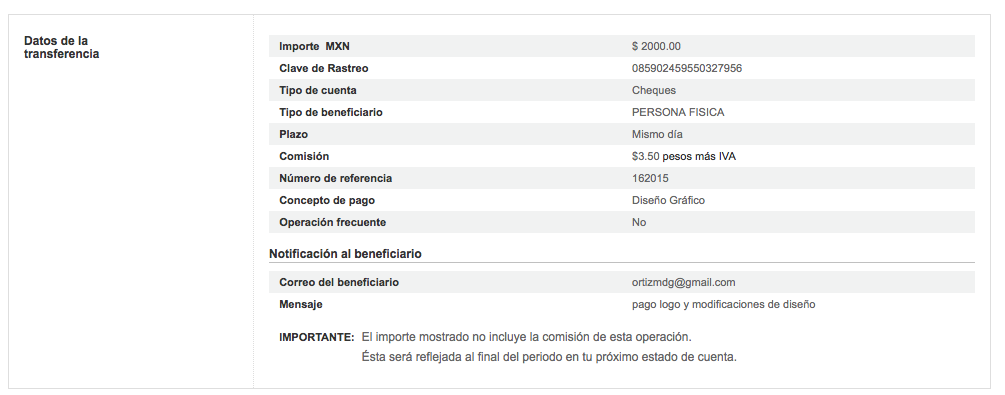 Datos de la
transferencia
Importe MXN $ 2000.00
Clave de Rastreo 085902459550327956
Tipo de cuenta Cheques
Tipo de beneficiario PERSONA FISICA
Plazo Mismo día
Comisión $3.50 pesos más IVA
Número de referencia 162015
Concepto de pago Diseño Gráfico
Operación frecuente No
Notificación al beneficiario
Correo del beneficiario ortizmdg@gmail.com
Mensaje pago logo y modificaciones de diseño
IMPORTANTE: El importe mostrado no incluye la comisión de esta operación.
Ésta será reflejada al final del periodo en tu próximo estado de cuenta.